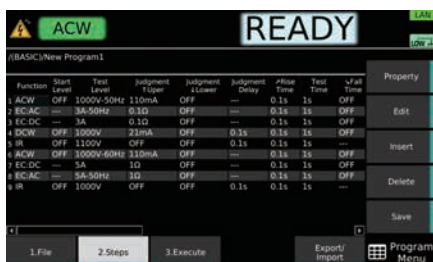 LAN
ACW READY
LOW
/(BASIC)/New Program1
Function Start Level Test Level Judgment ↑Uper Judgment ↓Lower Judgment Delay ↗Rise Time Test Time ↘Fall Time
1 ACW OFF 1000V-50Hz 110mA OFF --- 0.1s 1s OFF
2 EC:AC --- 3A-50Hz 0.1Ω OFF --- 0.1s 1s OFF
3 EC:DC --- 3A 0.1Ω OFF --- 0.1s 1s OFF
4 DCW OFF 1000V 21mA OFF 0.1s 0.1s 1s OFF
5 IR OFF 1100V OFF OFF 0.1s 0.1s 1s ---
6 ACW OFF 1000V-60Hz 110mA OFF --- 0.1s 1s OFF
7 EC:DC --- 5A 1Ω OFF --- 0.1s 1s OFF
8 EC:AC --- 5A-50Hz 1Ω OFF --- 0.1s 1s OFF
9 IR OFF 1000V OFF OFF 0.1s 0.1s 1s ---
Property
Edit
Insert
Delete
Save
1.File 2.Steps 3.Execute Export/Import Program Menu